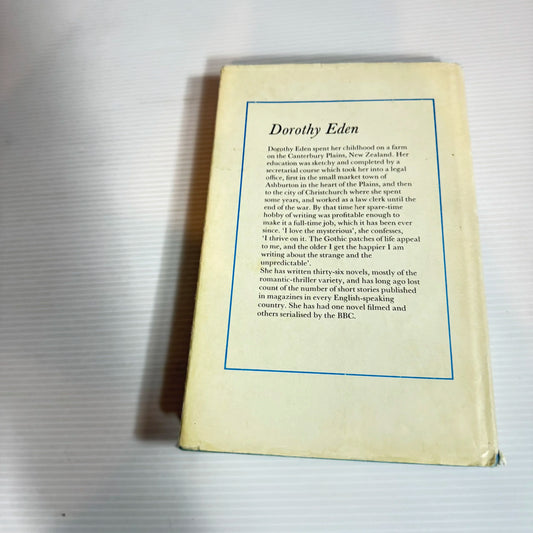 Dorothy Eden
Dorothy Eden spent her childhood on a farm
on the Canterbury Plains, New Zealand. Her
education was sketchy and completed by a
secretarial course which took her into a legal
office, first in the small market town of
Ashburton in the heart of the Plains, and then
to the city of Christchurch where she spent
some years, and worked as a law clerk until the
end of the war. By that time her spare-time
hobby of writing was profitable enough to
make it a full-time job, which it has been ever
since. 'I love the mysterious', she confesses,
'I thrive on it. The Gothic patches of life appeal
to me, and the older I get the happier I am
writing about the strange and the
unpredictable'.
She has written thirty-six novels, mostly of the
romantic-thriller variety, and has long ago lost
count of the number of short stories published
in magazines in every English-speaking
country. She has had one novel filmed and
others serialised by the BBC.